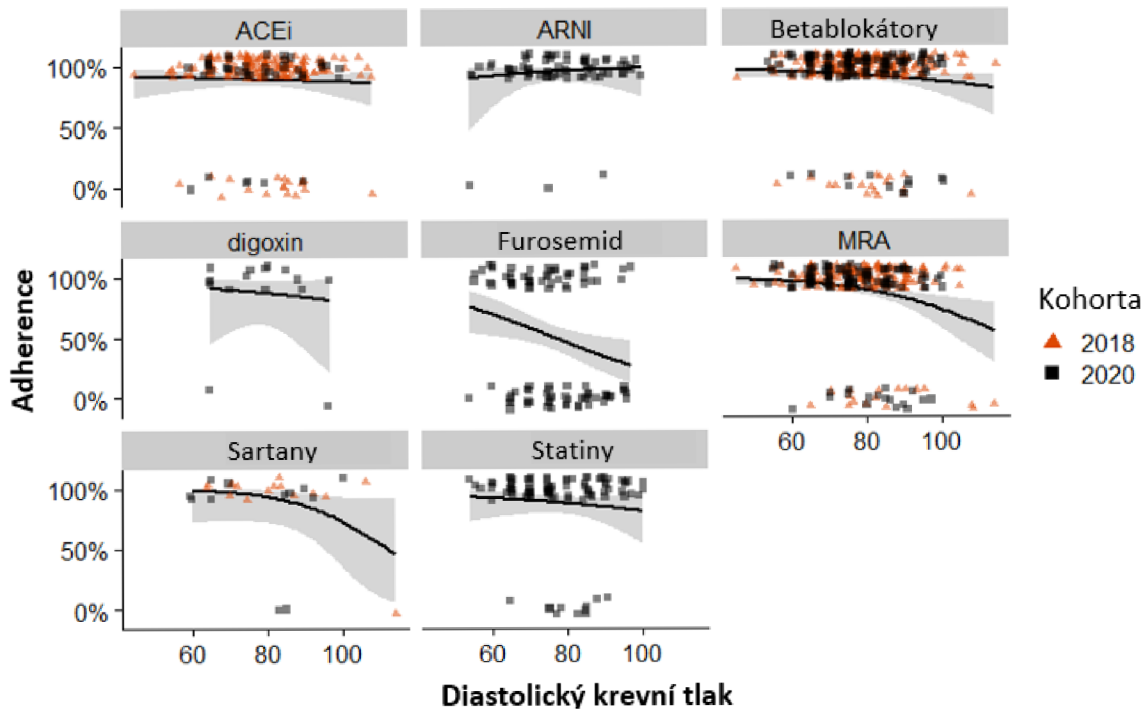 ACEi ARNI Betablokátory
100%
50%
0%
digoxin Furosemid MRA
100%
50%
0%
60 80 100
Sartany Statiny
100%
50%
0%
60 80 100 60 80 100
Adherence
Diastolický krevní tlak
Kohorta
2018
2020